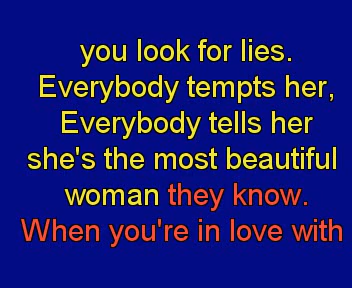 you look for lies.
Everybody tempts her,
Everybody tells her
she's the most beautiful
woman they know.
When you're in love with